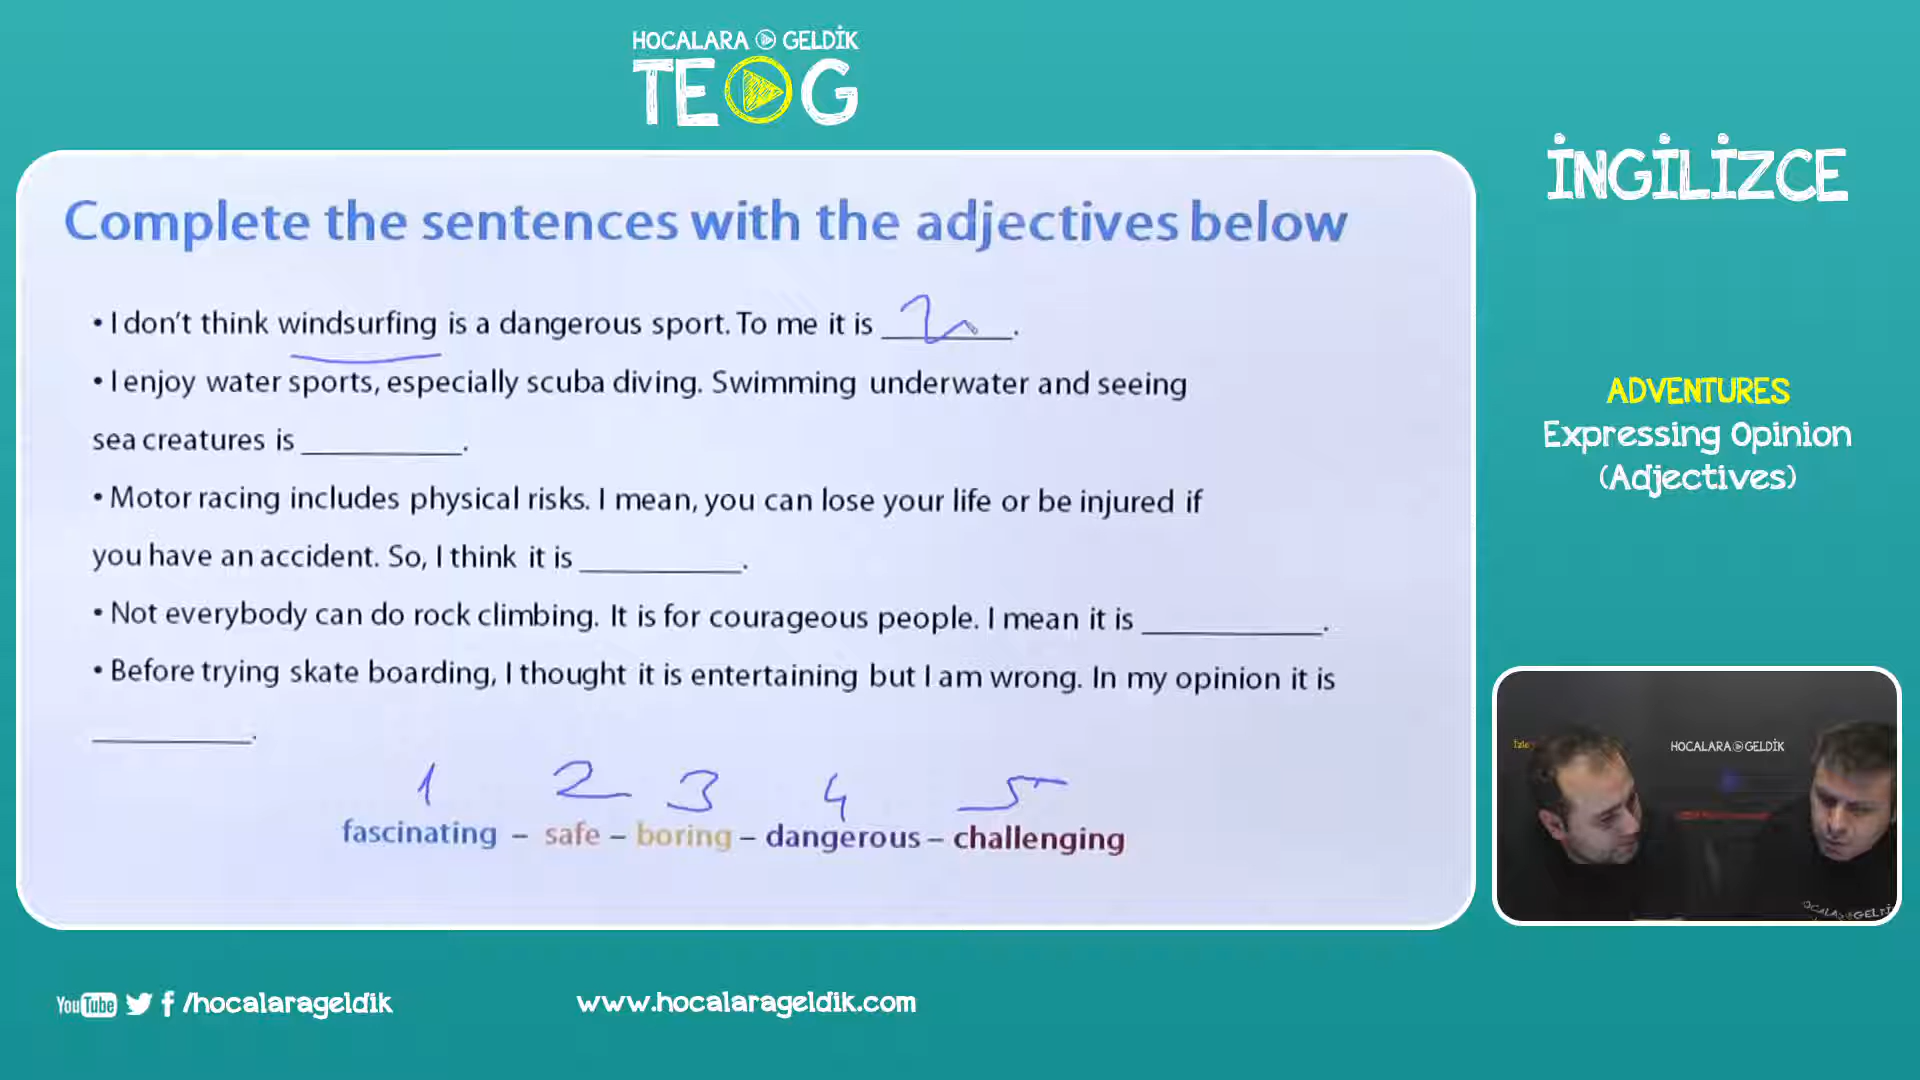 HOCALARA GELDİK
TEOG
İNGİLİZCE
Complete the sentences with the adjectives below
• I don't think windsurfing is a dangerous sport. To me it is 2.
• I enjoy water sports, especially scuba diving. Swimming underwater and seeing
sea creatures is __________.
• Motor racing includes physical risks. I mean, you can lose your life or be injured if
you have an accident. So, I think it is __________.
• Not everybody can do rock climbing. It is for courageous people. I mean it is ___________.
• Before trying skate boarding, I thought it is entertaining but I am wrong. In my opinion it is
__________.
1 2 3 4 5
fascinating – safe – boring – dangerous – challenging
ADVENTURES
Expressing Opinion
(Adjectives)
HOCALARA GELDİK
YouTube /hocalarageldik
www.hocalarageldik.com